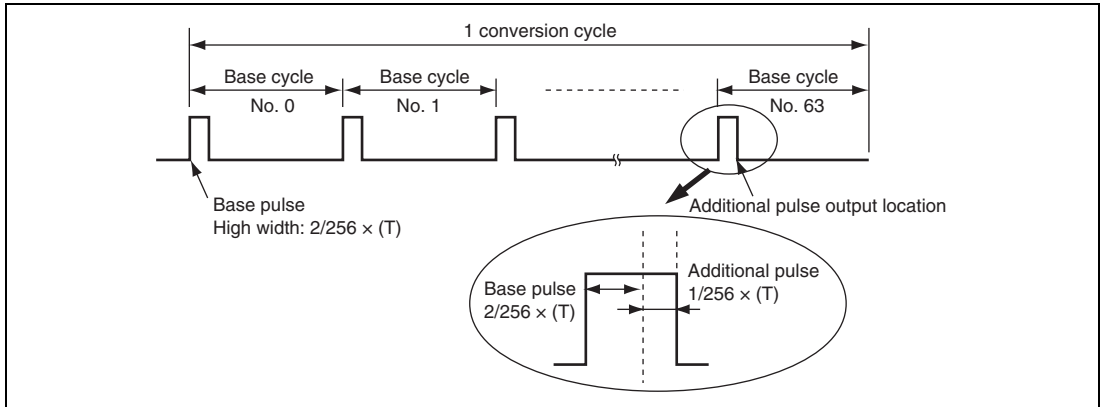 1 conversion cycle
Base cycle
No. 0
Base cycle
No. 1
Base cycle
No. 63
Base pulse
High width: 2/256 × (T)
Additional pulse output location
Base pulse
2/256 × (T)
Additional pulse
1/256 × (T)